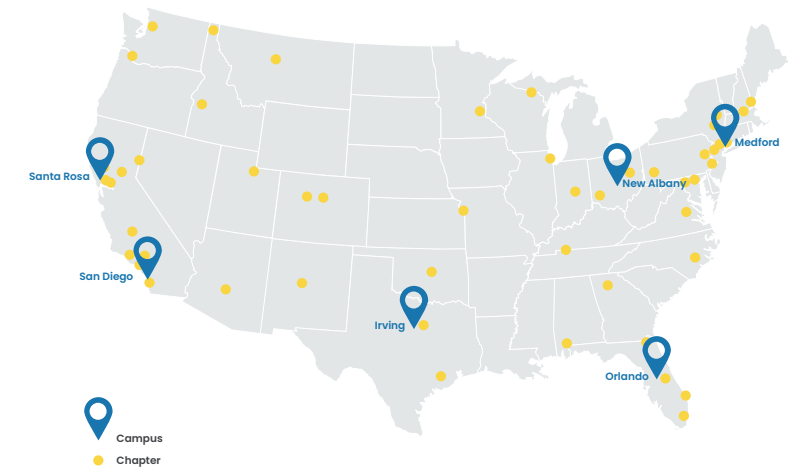 Medford
Santa Rosa
New Albany
San Diego
Irving
Orlando
Campus
Chapter